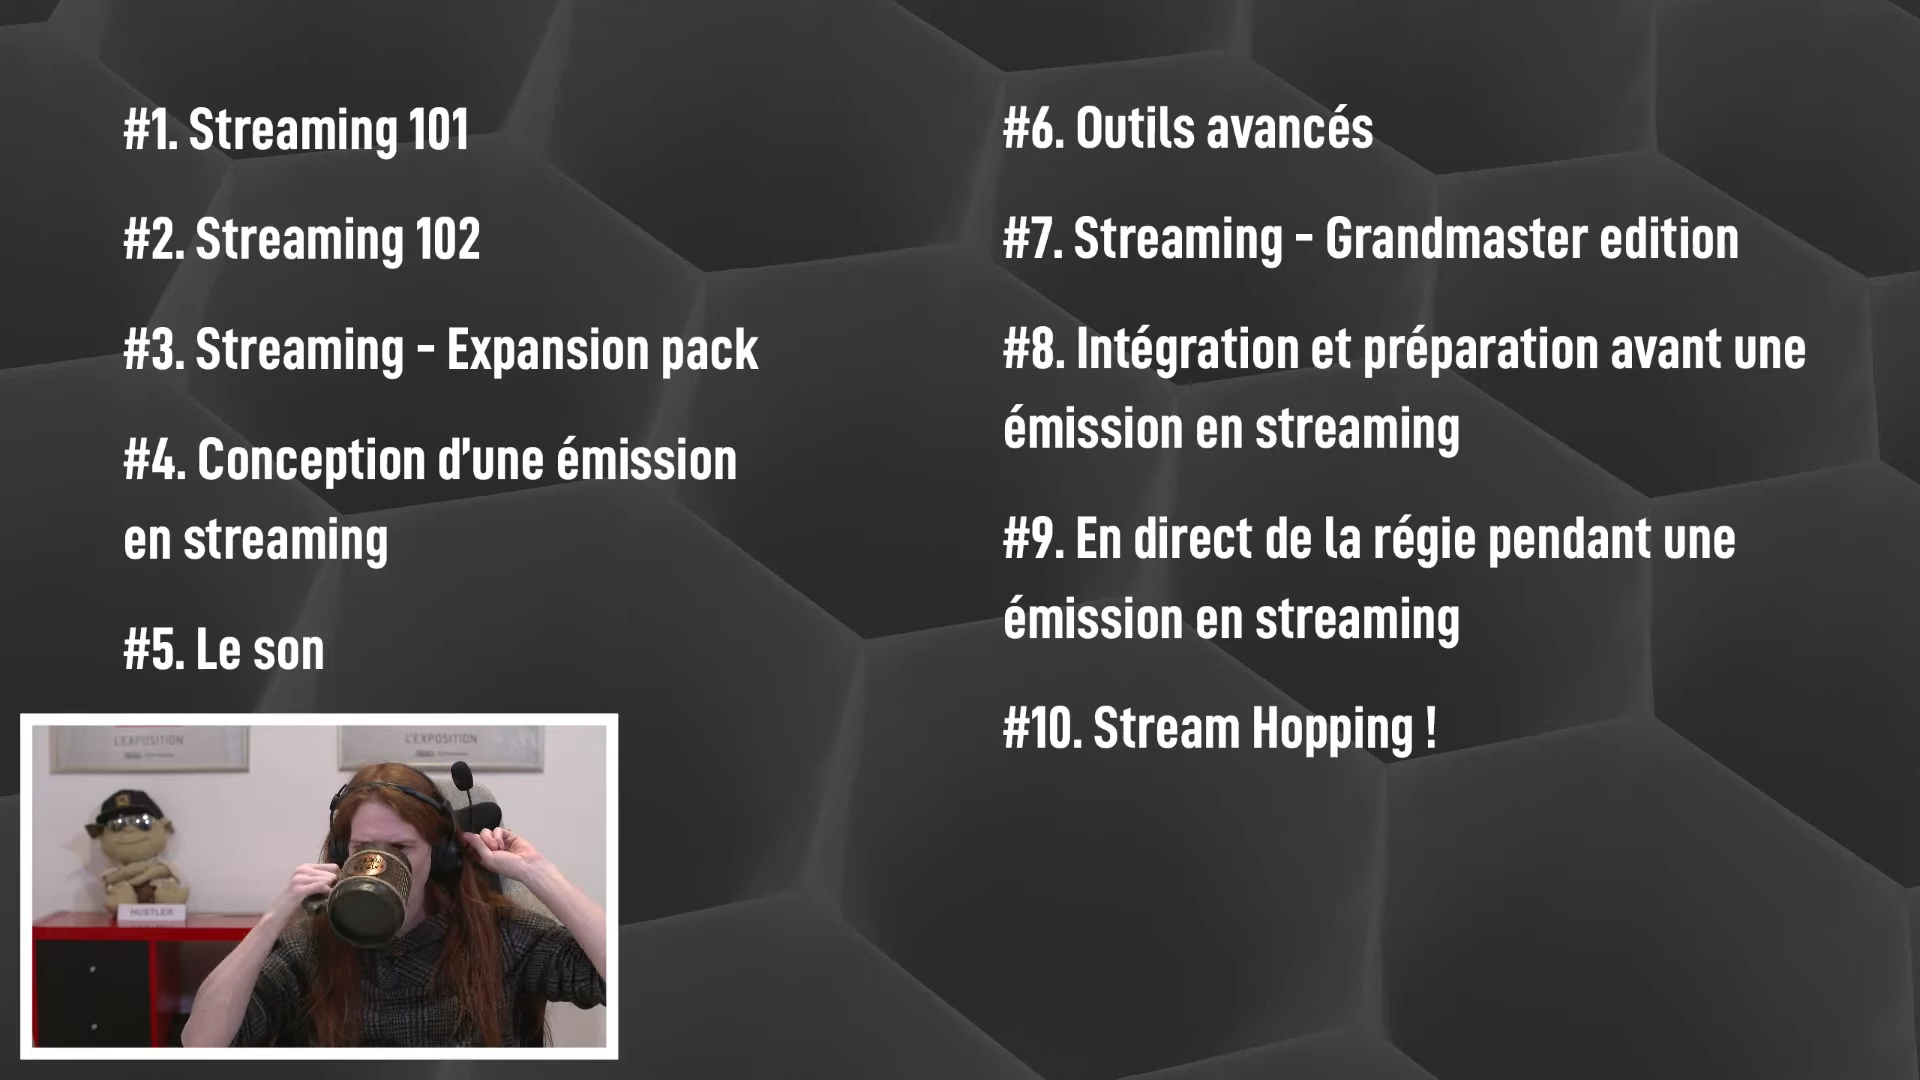 #1. Streaming 101
#2. Streaming 102
#3. Streaming - Expansion pack
#4. Conception d'une émission
en streaming
#5. Le son
#6. Outils avancés
#7. Streaming - Grandmaster edition
#8. Intégration et préparation avant une
émission en streaming
#9. En direct de la régie pendant une
émission en streaming
#10. Stream Hopping !
L'EXPOSITION
L'EXPOSITION
HUSTLER